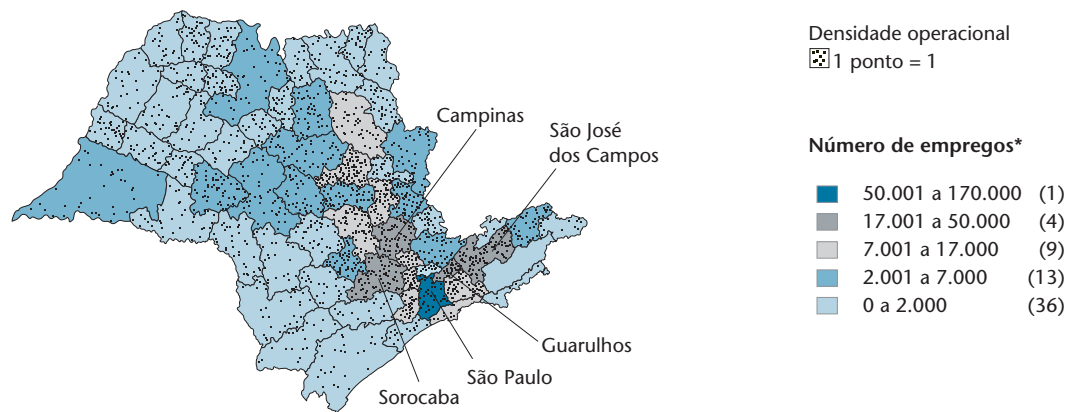 Densidade operacional
1 ponto = 1
Campinas
São José
dos Campos
Número de empregos*
50.001 a 170.000 (1)
17.001 a 50.000 (4)
7.001 a 17.000 (9)
2.001 a 7.000 (13)
0 a 2.000 (36)
Guarulhos
São Paulo
Sorocaba